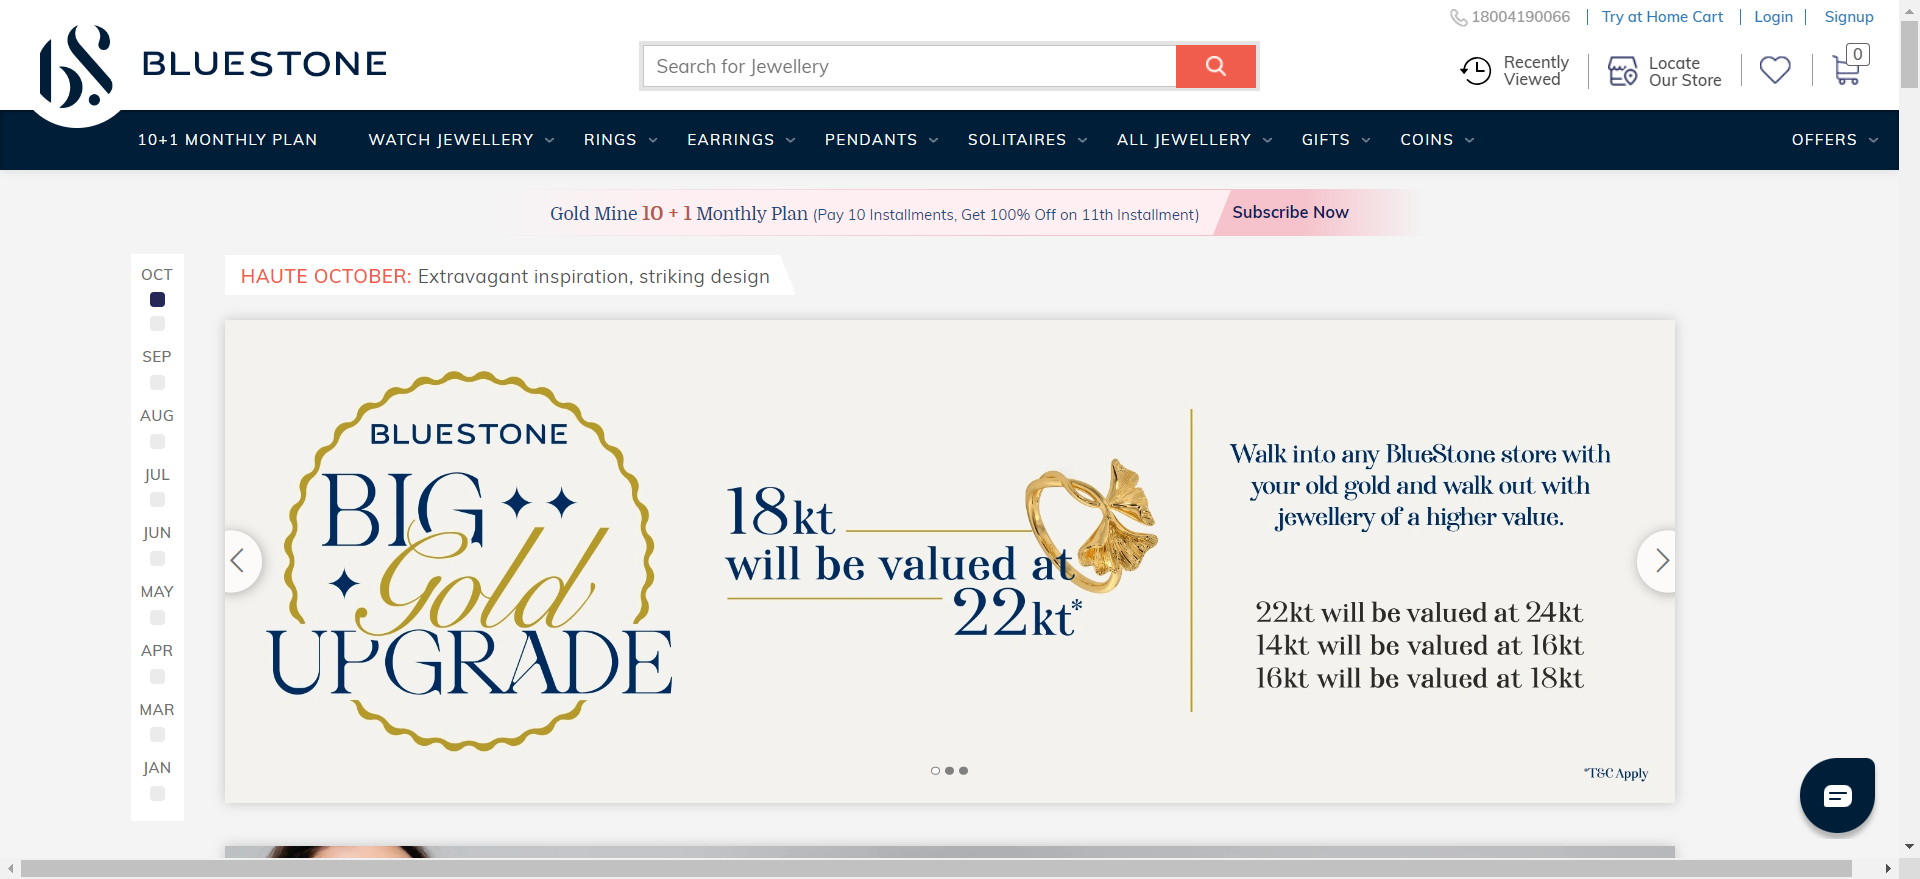 18004190066
Try at Home Cart
Login
Signup
BLUESTONE
Search for Jewellery
Recently
Viewed
Locate
Our Store
0
10+1 MONTHLY PLAN
WATCH JEWELLERY
RINGS
EARRINGS
PENDANTS
SOLITAIRES
ALL JEWELLERY
GIFTS
COINS
OFFERS
Gold Mine 10 + 1 Monthly Plan (Pay 10 Installments, Get 100% Off on 11th Installment)
Subscribe Now
OCT
SEP
AUG
JUL
JUN
MAY
APR
MAR
JAN
HAUTE OCTOBER: Extravagant inspiration, striking design
BLUESTONE
BIG
Gold
UPGRADE
18kt
will be valued at
22kt*
Walk into any BlueStone store with
your old gold and walk out with
jewellery of a higher value.
22kt will be valued at 24kt
14kt will be valued at 16kt
16kt will be valued at 18kt
*T&C Apply